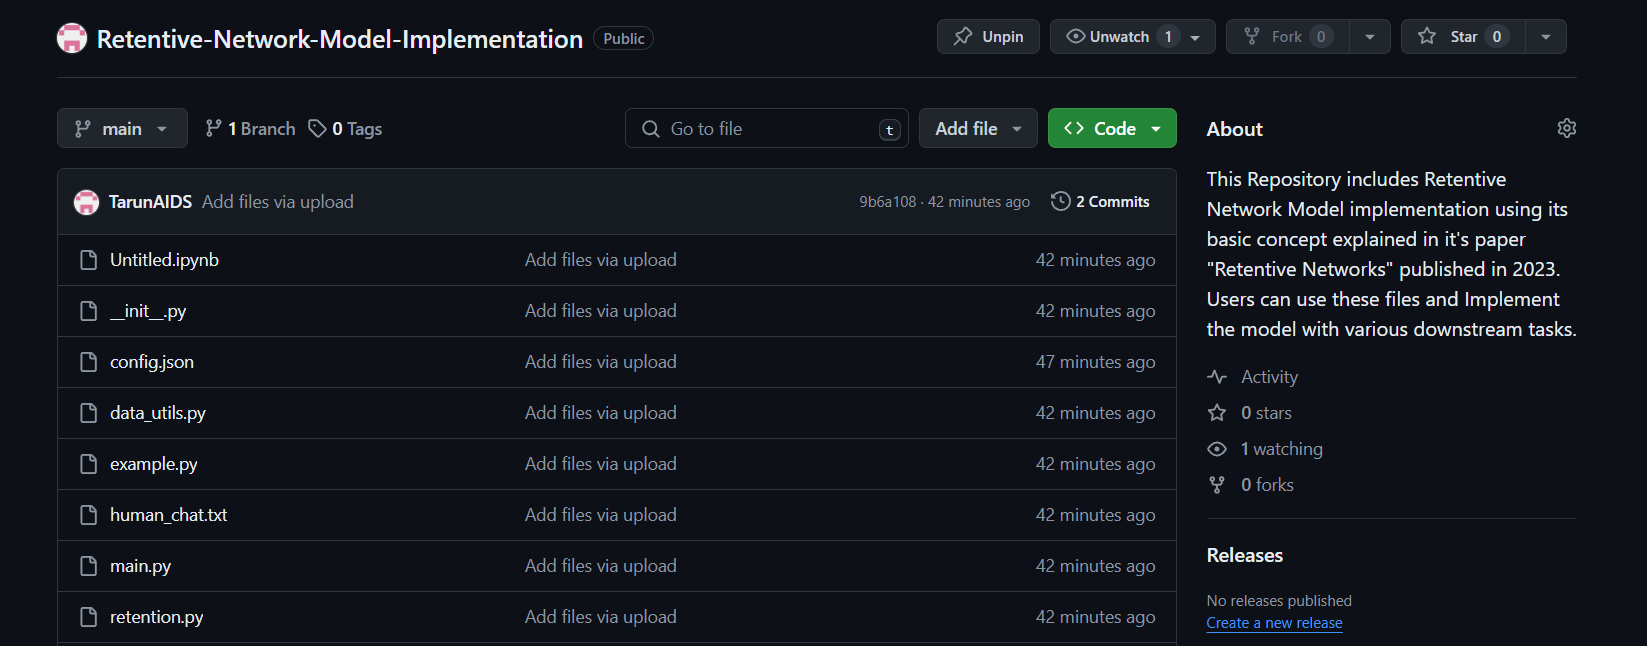 Retentive-Network-Model-Implementation Public Unpin Unwatch 1 Fork 0 Star 0
main 1 Branch 0 Tags Go to file t Add file Code
TarunAIDS Add files via upload 9b6a108 · 42 minutes ago 2 Commits
Untitled.ipynb Add files via upload 42 minutes ago
__init__.py Add files via upload 42 minutes ago
config.json Add files via upload 47 minutes ago
data_utils.py Add files via upload 42 minutes ago
example.py Add files via upload 42 minutes ago
human_chat.txt Add files via upload 42 minutes ago
main.py Add files via upload 42 minutes ago
retention.py Add files via upload 42 minutes ago
About
This Repository includes Retentive
Network Model implementation using its
basic concept explained in it's paper
"Retentive Networks" published in 2023.
Users can use these files and Implement
the model with various downstream tasks.
Activity
0 stars
1 watching
0 forks
Releases
No releases published
Create a new release